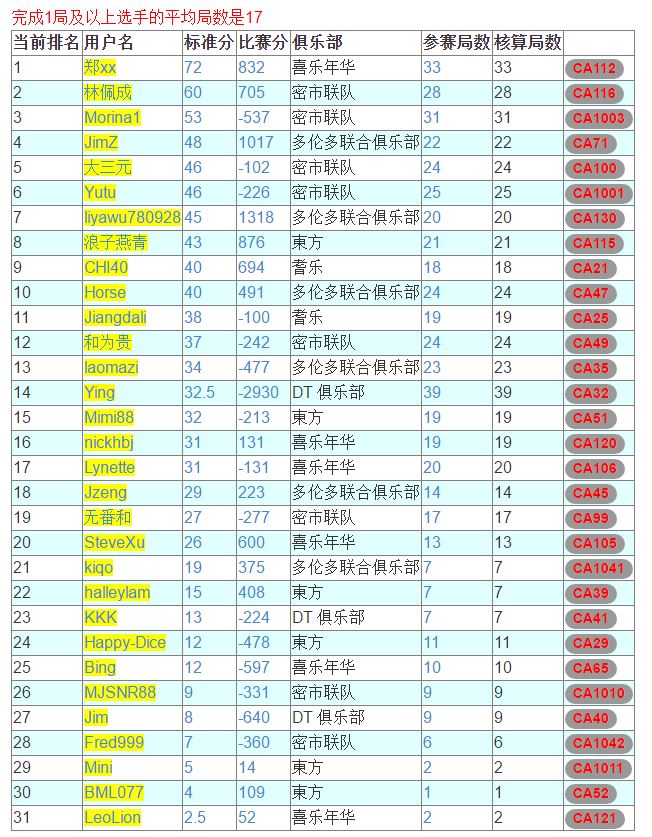 完成1局及以上选手的平均局数是17
当前排名 用户名 标准分 比赛分 俱乐部 参赛局数 核算局数
1 郑xx 72 832 喜乐年华 33 33 CA112
2 林佩成 60 705 密市联队 28 28 CA116
3 Morina1 53 -537 密市联队 31 31 CA1003
4 JimZ 48 1017 多伦多联合俱乐部 22 22 CA71
5 大三元 46 -102 密市联队 24 24 CA100
6 Yutu 46 -226 密市联队 25 25 CA1001
7 liyawu780928 45 1318 多伦多联合俱乐部 20 20 CA130
8 浪子燕青 43 876 東方 21 21 CA115
9 CHI40 40 694 耆乐 18 18 CA21
10 Horse 40 491 多伦多联合俱乐部 24 24 CA47
11 Jiangdali 38 -100 耆乐 19 19 CA25
12 和为贵 37 -242 密市联队 24 24 CA49
13 laomazi 34 -477 多伦多联合俱乐部 23 23 CA35
14 Ying 32.5 -2930 DT 俱乐部 39 39 CA32
15 Mimi88 32 -213 東方 19 19 CA51
16 nickhbj 31 131 喜乐年华 19 19 CA120
17 Lynette 31 -131 喜乐年华 20 20 CA106
18 Jzeng 29 223 多伦多联合俱乐部 14 14 CA45
19 无番和 27 -277 密市联队 17 17 CA99
20 SteveXu 26 600 喜乐年华 13 13 CA105
21 kiqo 19 375 多伦多联合俱乐部 7 7 CA1041
22 halleylam 15 408 東方 7 7 CA39
23 KKK 13 -224 DT 俱乐部 7 7 CA41
24 Happy-Dice 12 -478 東方 11 11 CA29
25 Bing 12 -597 喜乐年华 10 10 CA65
26 MJSNR88 9 -331 密市联队 9 9 CA1010
27 Jim 8 -640 DT 俱乐部 9 9 CA40
28 Fred999 7 -360 密市联队 6 6 CA1042
29 Mini 5 14 東方 2 2 CA1011
30 BML077 4 109 東方 1 1 CA52
31 LeoLion 2.5 52 喜乐年华 2 2 CA121